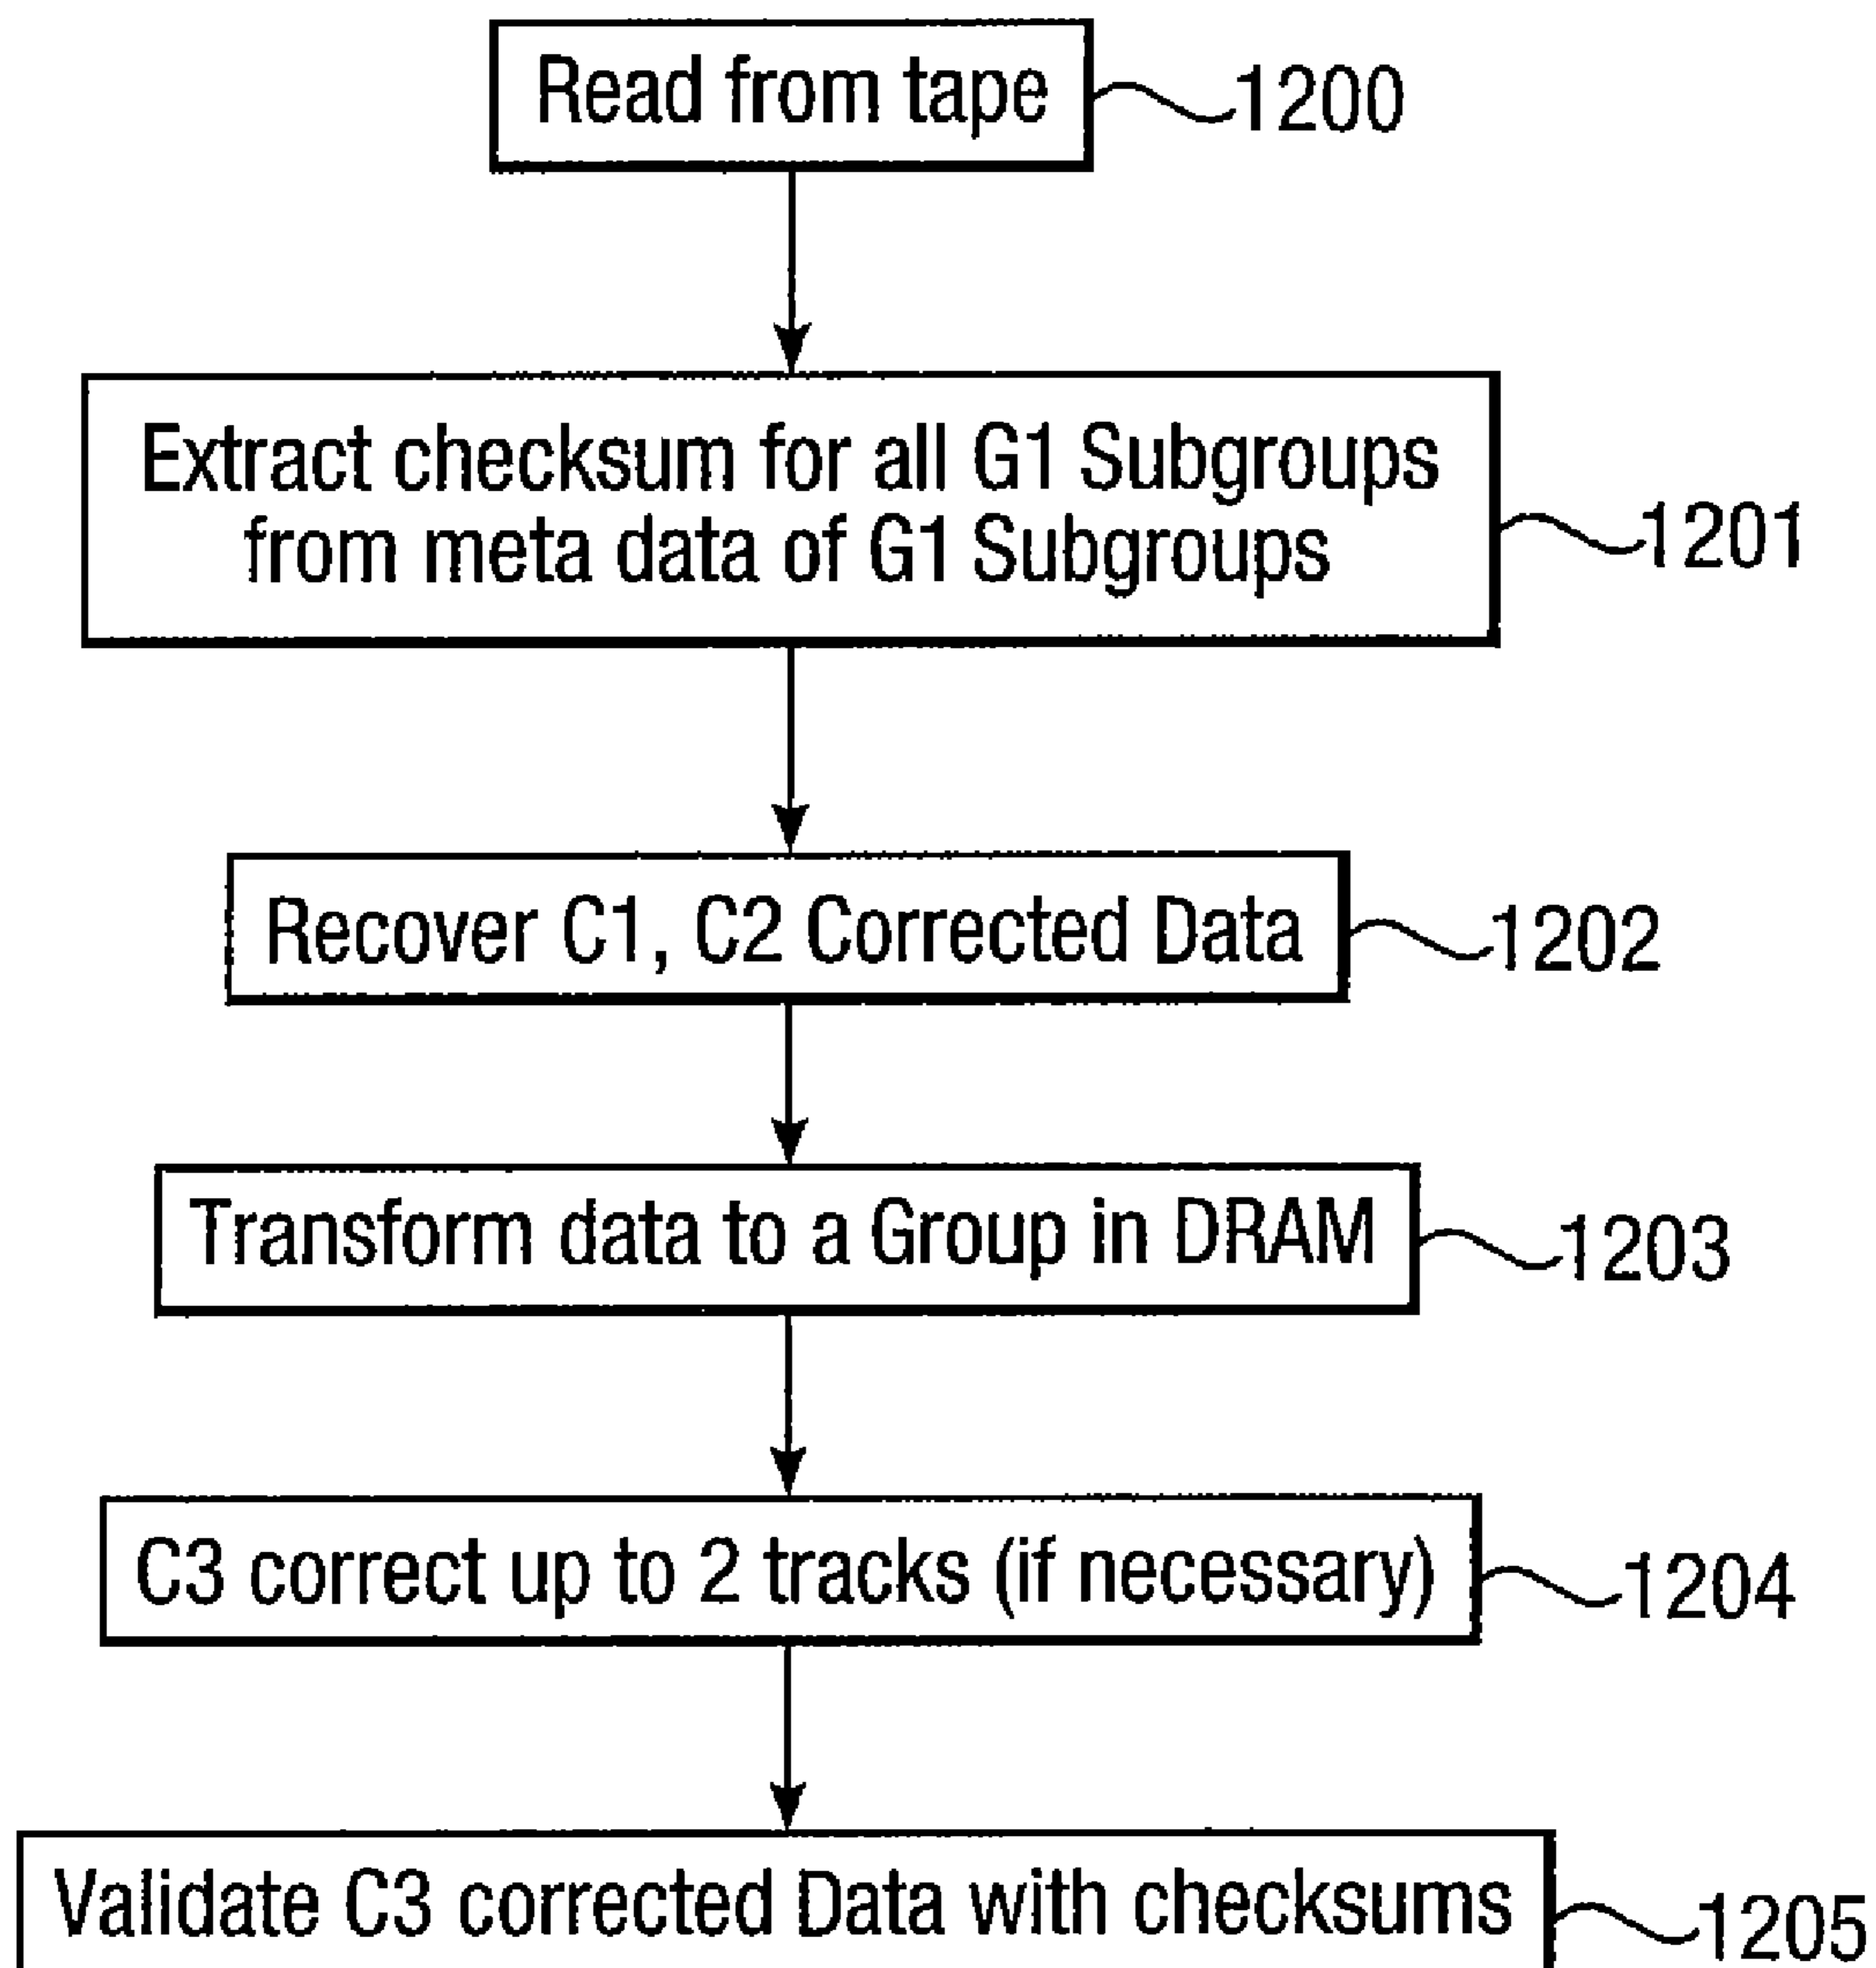 Read from tape
1200
Extract checksum for all G1 Subgroups
from meta data of G1 Subgroups
1201
Recover C1, C2 Corrected Data
1202
Transform data to a Group in DRAM
1203
C3 correct up to 2 tracks (if necessary)
1204
Validate C3 corrected Data with checksums
1205